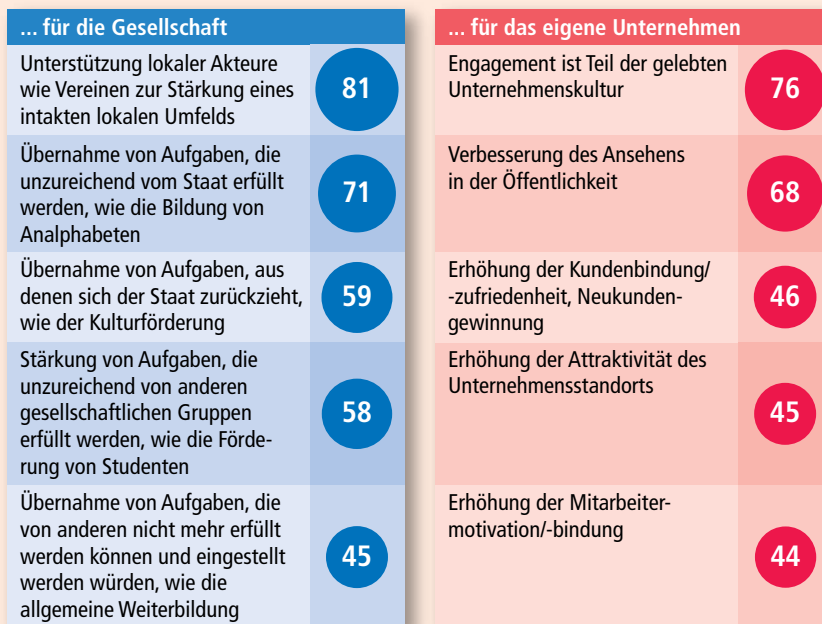 ... für die Gesellschaft
Unterstützung lokaler Akteure
wie Vereinen zur Stärkung eines
intakten lokalen Umfelds
81
Übernahme von Aufgaben, die
unzureichend vom Staat erfüllt
werden, wie die Bildung von
Analphabeten
71
Übernahme von Aufgaben, aus
denen sich der Staat zurückzieht,
wie der Kulturförderung
59
Stärkung von Aufgaben, die
unzureichend von anderen
gesellschaftlichen Gruppen
erfüllt werden, wie die Förde-
rung von Studenten
58
Übernahme von Aufgaben, die
von anderen nicht mehr erfüllt
werden können und eingestellt
werden würden, wie die
allgemeine Weiterbildung
45
... für das eigene Unternehmen
Engagement ist Teil der gelebten
Unternehmenskultur
76
Verbesserung des Ansehens
in der Öffentlichkeit
68
Erhöhung der Kundenbindung/
-zufriedenheit, Neukunden-
gewinnung
46
Erhöhung der Attraktivität des
Unternehmensstandorts
45
Erhöhung der Mitarbeiter-
motivation/-bindung
44